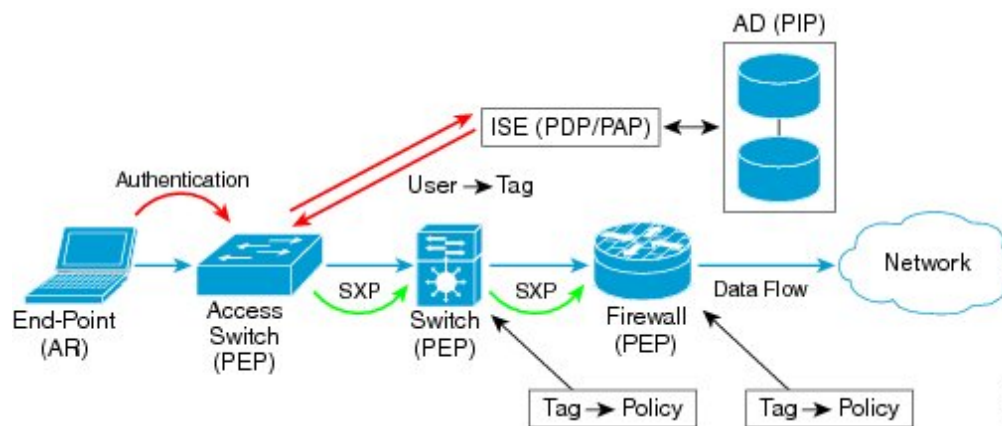 AD (PIP)
ISE (PDP/PAP)
Authentication
User → Tag
SXP
SXP
Data Flow
Network
End-Point
(AR)
Access
Switch
(PEP)
Switch
(PEP)
Firewall
(PEP)
Tag → Policy
Tag → Policy